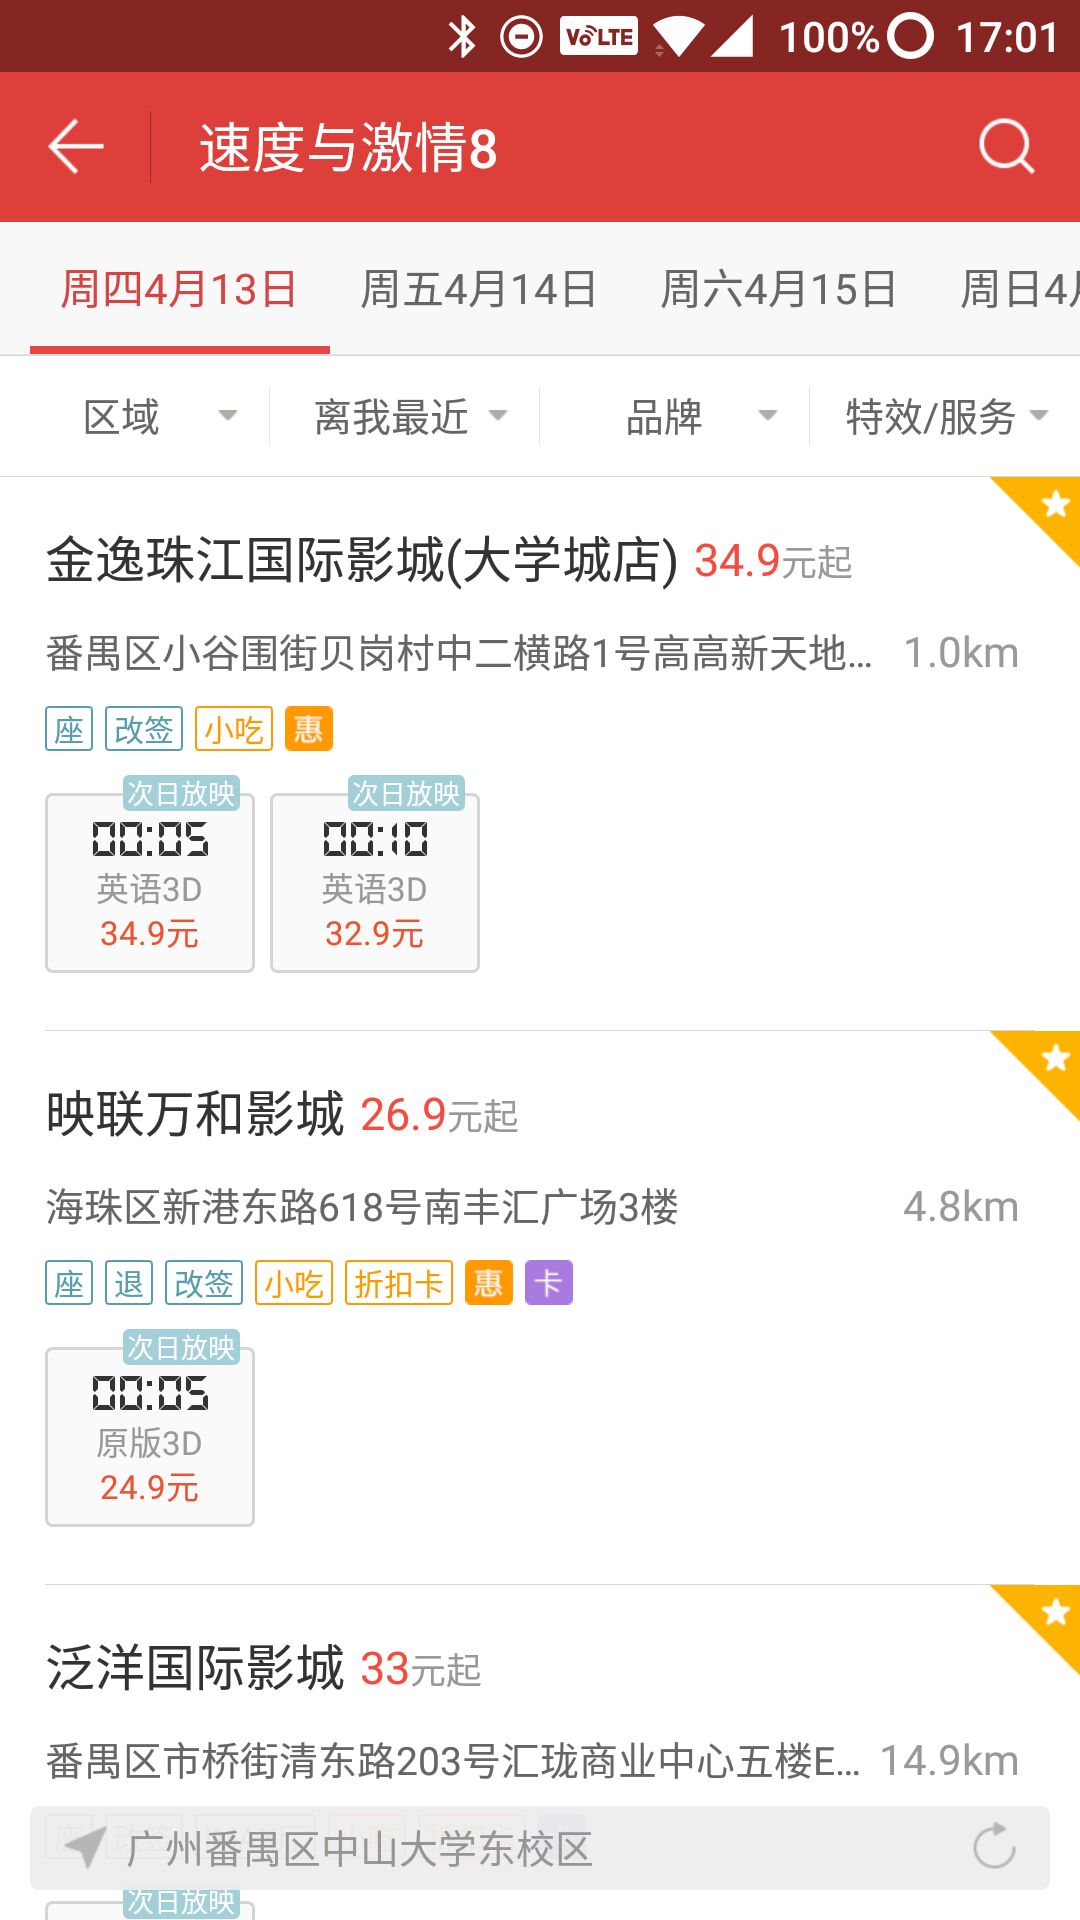 VoLTE 100% 17:01
速度与激情8
周四4月13日 周五4月14日 周六4月15日 周日4月
区域 离我最近 品牌 特效/服务
金逸珠江国际影城(大学城店) 34.9元起
番禺区小谷围街贝岗村中二横路1号高高新天地... 1.0km
座 改签 小吃 惠
次日放映 次日放映
00:05 00:10
英语3D 英语3D
34.9元 32.9元
映联万和影城 26.9元起
海珠区新港东路618号南丰汇广场3楼 4.8km
座 退 改签 小吃 折扣卡 惠 卡
次日放映
00:05
原版3D
24.9元
泛洋国际影城 33元起
番禺区市桥街清东路203号汇珑商业中心五楼E... 14.9km
广州番禺区中山大学东校区
次日放映